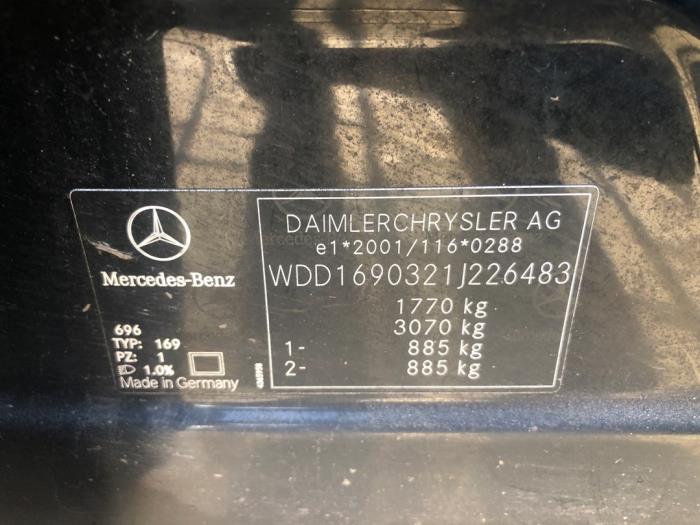 Mercedes-Benz
696
TYP: 169
PZ: 1
1.0%
Made in Germany
DAIMLERCHRYSLER AG
e1*2001/116*0288
WDD1690321J226483
1770 kg
3070 kg
1- 885 kg
2- 885 kg